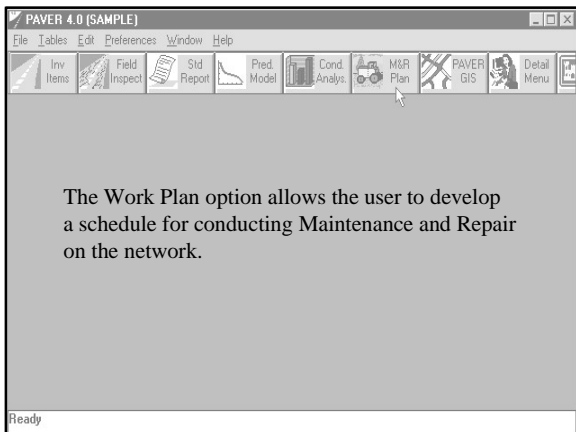 PAVER 4.0 (SAMPLE)
File Tables Edit Preferences Window Help
Inv Items
Field Inspect
Std Report
Pred. Model
Cond. Analys.
M&R Plan
PAVER GIS
Detail Menu
The Work Plan option allows the user to develop
a schedule for conducting Maintenance and Repair
on the network.
Ready